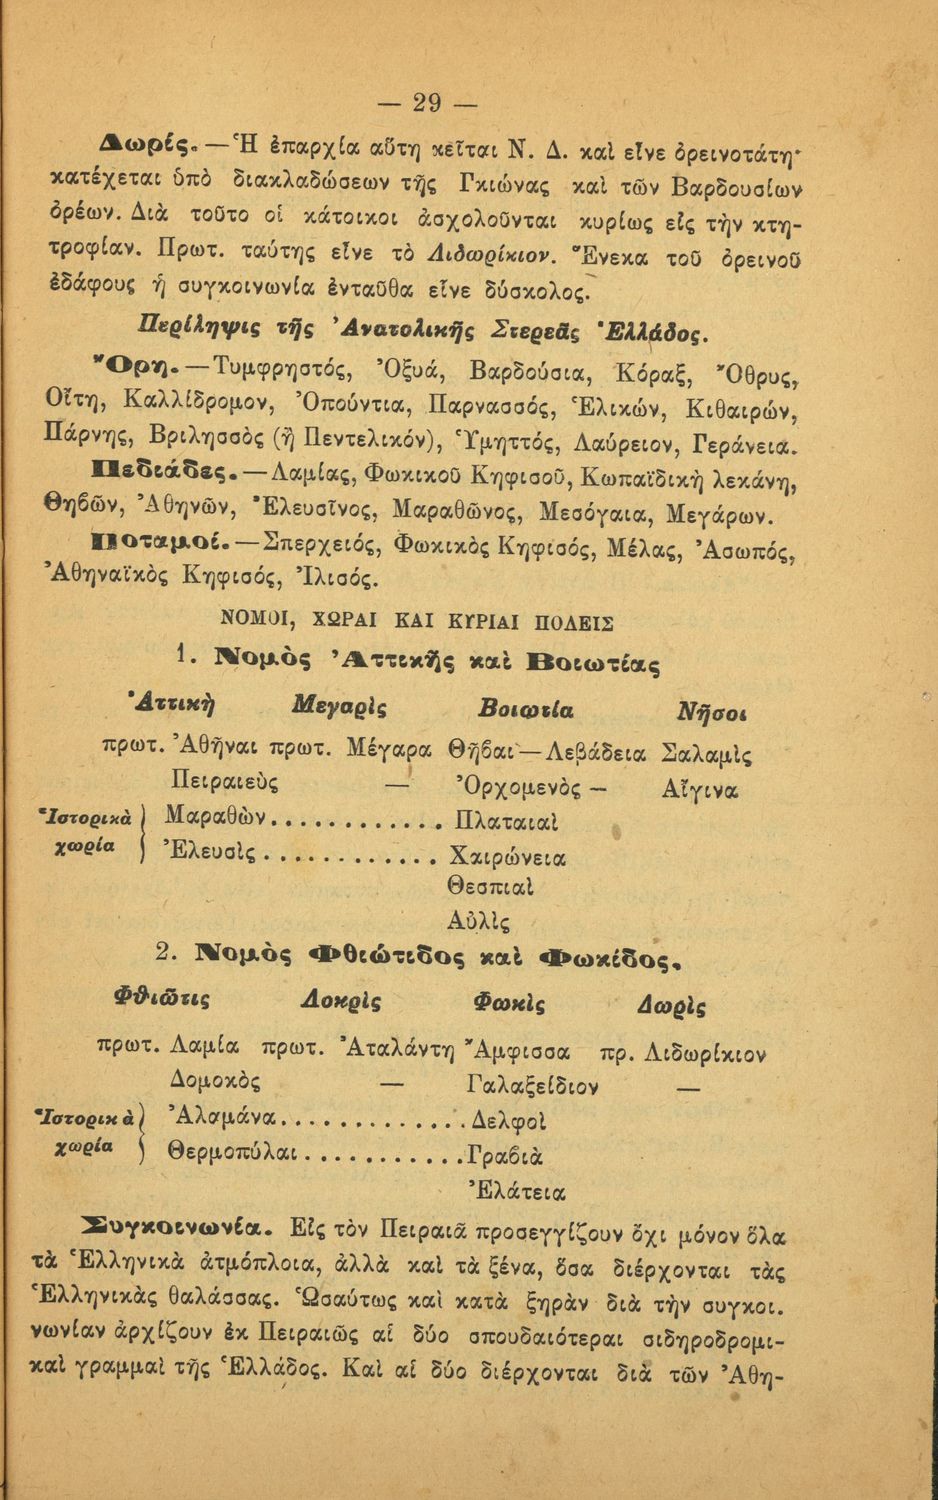 — 29 —
Δωρίς. — Ἡ ἐπαρχία αὕτη κεῖται Ν. Δ. καὶ εἶνε ὀρεινοτάτη·
κατέχεται ὑπὸ διακλαδώσεων τῆς Γκιώνας καὶ τῶν Βαρδουσίων
ὀρέων. Διὰ τοῦτο οἱ κάτοικοι ἀσχολοῦνται κυρίως εἰς τὴν κτη-
τροφίαν. Πρωτ. ταύτης εἶνε τὸ Λιδωρίκιον. Ἕνεκα τοῦ ὀρεινοῦ
ἐδάφους ἡ συγκοινωνία ἐνταῦθα εἶνε δύσκολος.
Περίληψις τῆς Ἀνατολικῆς Στερεᾶς Ἑλλάδος.
Ὄρη. — Τυμφρηστός, Ὀξυά, Βαρδούσια, Κόραξ, Ὄθρυς,
Οἴτη, Καλλίδρομον, Ὀπούντια, Παρνασσός, Ἑλικών, Κιθαιρών,
Πάρνης, Βριλησσὸς (ἢ Πεντελικόν), Ὑμηττός, Λαύρειον, Γεράνεια.
Πεδιάδες. — Λαμίας, Φωκικοῦ Κηφισοῦ, Κωπαϊδικὴ λεκάνη,
Θηβῶν, Ἀθηνῶν, Ἐλευσῖνος, Μαραθῶνος, Μεσόγαια, Μεγάρων.
Ποταμοί. — Σπερχειός, Φωκικὸς Κηφισός, Μέλας, Ἀσωπός,
Ἀθηναϊκὸς Κηφισός, Ἰλισός.
ΝΟΜΟΙ, ΧΩΡΑΙ ΚΑΙ ΚΥΡΙΑΙ ΠΟΛΕΙΣ
1. Νομὸς Ἀττικῆς καὶ Βοιωτίας
Ἀττικὴ Μεγαρὶς Βοιωτία Νῆσοι
πρωτ. Ἀθῆναι πρωτ. Μέγαρα Θῆβαι — Λεβάδεια Σαλαμὶς
Πειραιεὺς — Ὀρχομενὸς — Αἴγινα
Ἱστορικὰ ) Μαραθὼν............ Πλαταιαὶ
χωρία ) Ἐλευσὶς............ Χαιρώνεια
Θεσπιαὶ
Αὐλὶς
2. Νομὸς Φθιώτιδος καὶ Φωκίδος.
Φθιῶτις Λοκρὶς Φωκὶς Δωρὶς
πρωτ. Λαμία πρωτ. Ἀταλάντη Ἄμφισσα πρ. Λιδωρίκιον
Δομοκὸς — Γαλαξείδιον —
Ἱστορικὰ ) Ἀλαμάνα............. Δελφοὶ
χωρία ) Θερμοπύλαι........... Γραβιὰ
Ἐλάτεια
Συγκοινωνία. Εἰς τὸν Πειραιᾶ προσεγγίζουν ὄχι μόνον ὅλα
τὰ Ἑλληνικὰ ἀτμόπλοια, ἀλλὰ καὶ τὰ ξένα, ὅσα διέρχονται τὰς
Ἑλληνικὰς θαλάσσας. Ὡσαύτως καὶ κατὰ ξηρὰν διὰ τὴν συγκοι.
νωνίαν ἀρχίζουν ἐκ Πειραιῶς αἱ δύο σπουδαιότεραι σιδηροδρομι-
καὶ γραμμαὶ τῆς Ἑλλάδος. Καὶ αἱ δύο διέρχονται διὰ τῶν Ἀθη-